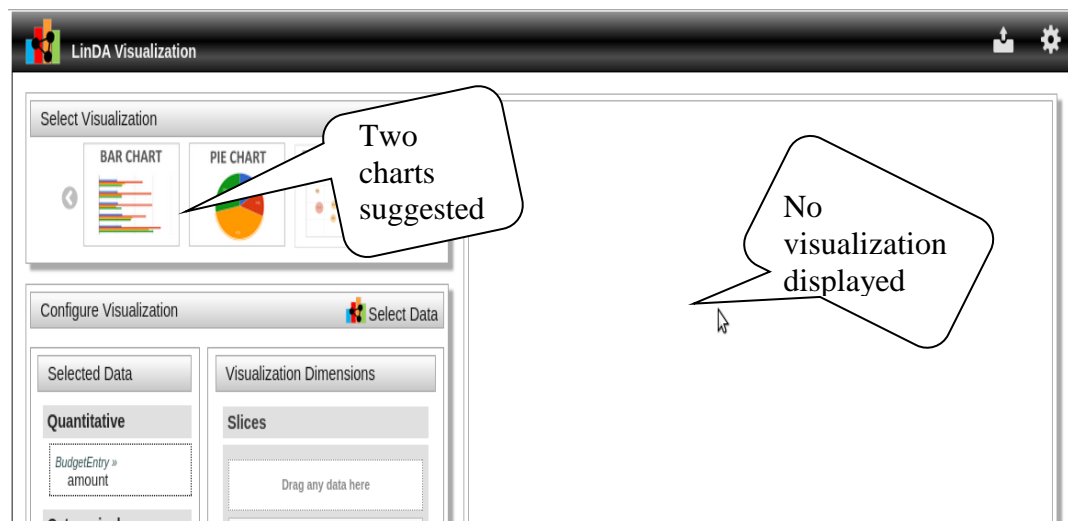 LinDA Visualization
Select Visualization
BAR CHART
PIE CHART
Two
charts
suggested
No
visualization
displayed
Configure Visualization
Select Data
Selected Data
Visualization Dimensions
Quantitative
Slices
BudgetEntry »
amount
Drag any data here